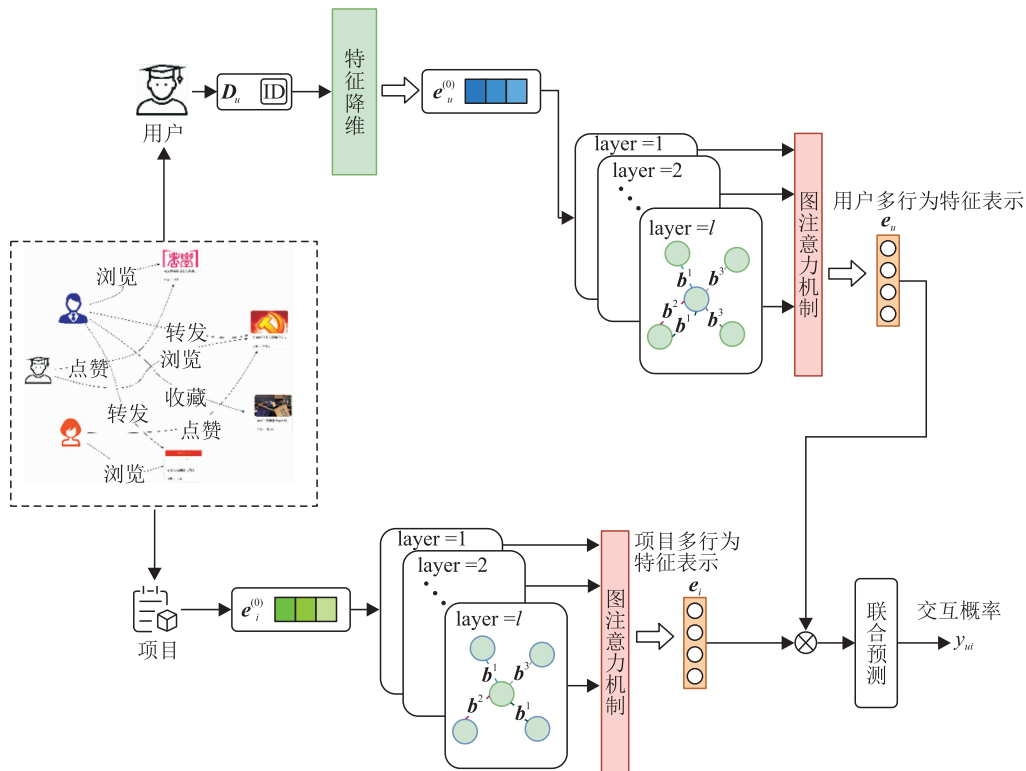 特征降维
D_u ID
e_u^(0)
用户
layer =1
layer =2
layer =l
b^1
b^3
b^2
b^1
b^3
图注意力机制
用户多行为特征表示
e_u
浏览
转发
点赞
浏览
收藏
转发
点赞
浏览
项目
e_i^(0)
layer =1
layer =2
layer =l
b^1
b^3
b^2
b^1
图注意力机制
项目多行为
特征表示
e_i
联合预测
交互概率
y_ui